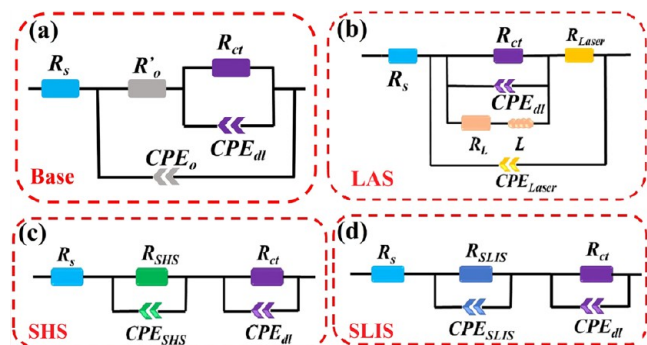 (a)
R_s
R'_o
R_ct
CPE_dl
CPE_o
Base
(b)
R_s
R_ct
R_Laser
CPE_dl
R_L
L
CPE_Laser
LAS
(c)
R_s
R_SHS
R_ct
CPE_SHS
CPE_dl
SHS
(d)
R_s
R_SLIS
R_ct
CPE_SLIS
CPE_dl
SLIS